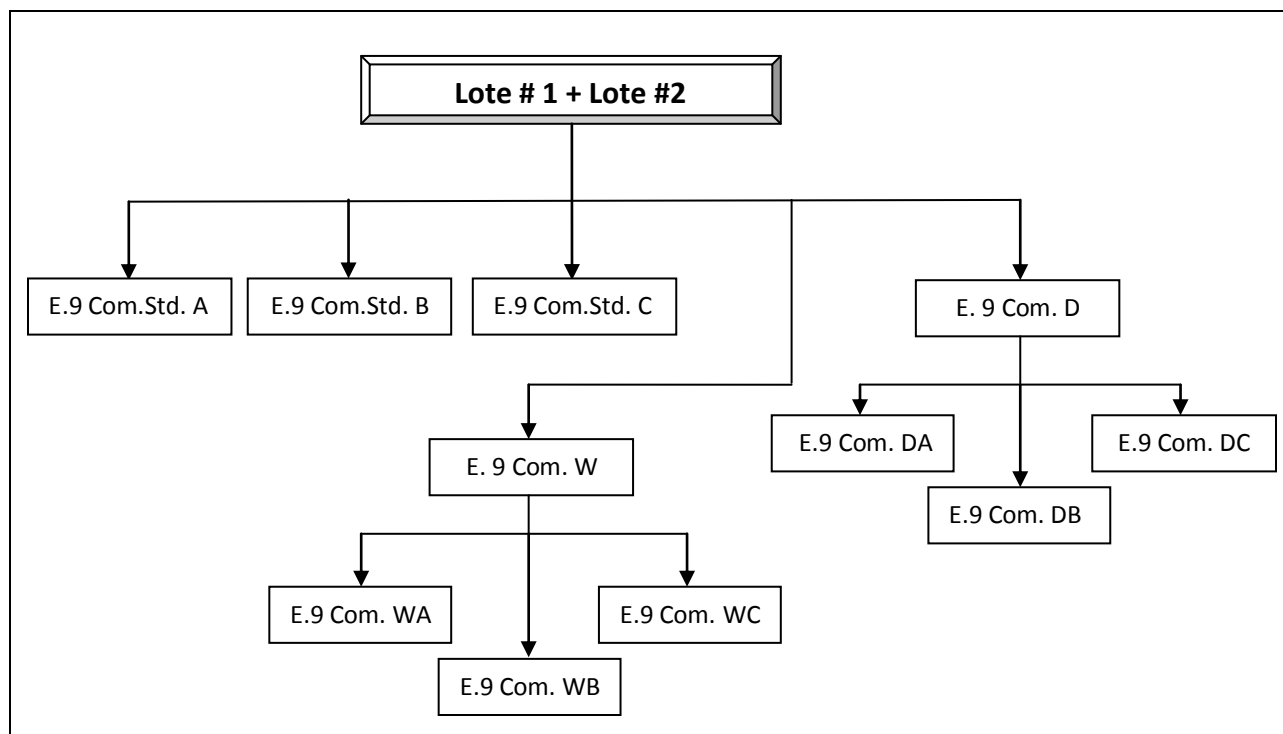 Lote # 1 + Lote #2
E.9 Com.Std. A
E.9 Com.Std. B
E.9 Com.Std. C
E. 9 Com. D
E.9 Com. DA
E.9 Com. DC
E. 9 Com. W
E.9 Com. DB
E.9 Com. WA
E.9 Com. WC
E.9 Com. WB